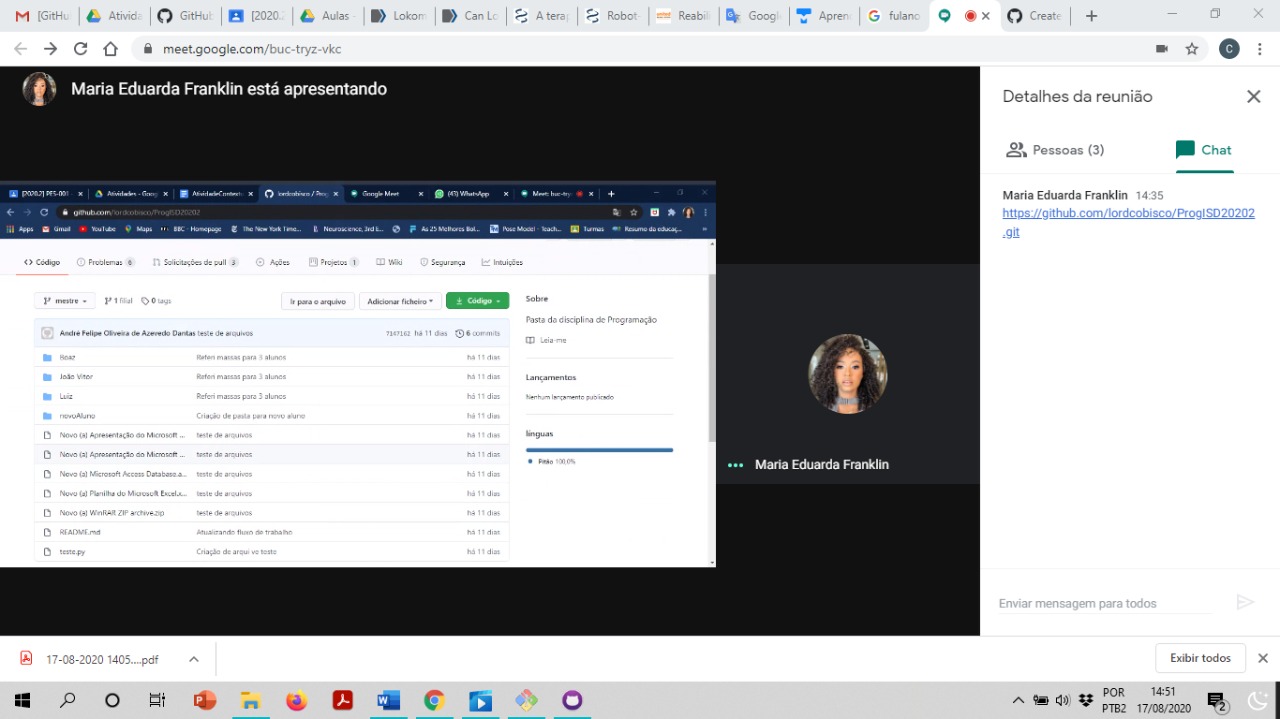 [GitHu
Ativida
GitHub
[2020.2
Aulas -
Lokom
Can Lo
A terap
Robot-
Reabili
Google
Aprend
fulano
Create
meet.google.com/buc-tryz-vkc
C
Maria Eduarda Franklin está apresentando
[2020.2] PES-001 -
Atividades - Goog
AtividadeContext-
lordcobisco / Prog
Google Meet
(43) WhatsApp
Meet: buc-try
github.com/lordcobisco/ProgISD20202
Apps
Gmail
YouTube
Maps
BBC - Homepage
The New York Time...
Neuroscience, 3rd L...
As 25 Melhores Bol...
Pose Model - Teach...
Turmas
Resumo da educaç...
<> Código
Problemas 6
Solicitações de pull 3
Ações
Projetos 1
Wiki
Segurança
Intuições
mestre
1 filial
0 tags
Ir para o arquivo
Adicionar ficheiro
Código
André Felipe Oliveira de Azeredo Dantas teste de arquivos
7347162 há 11 dias
6 commits
Boaz
Referi massas para 3 alunos
há 11 dias
João Vitor
Referi massas para 3 alunos
há 11 dias
Luiz
Referi massas para 3 alunos
há 11 dias
novoAluno
Criação de pasta para novo aluno
há 11 dias
Novo (a) Apresentação do Microsoft ...
teste de arquivos
há 11 dias
Novo (a) Apresentação do Microsoft ...
teste de arquivos
há 11 dias
Novo (a) Microsoft Access Database.a...
teste de arquivos
há 11 dias
Novo (a) Planilha do Microsoft Excel.x...
teste de arquivos
há 11 dias
Novo (a) WinRAR ZIP archive.zip
teste de arquivos
há 11 dias
README.md
Atualizando fluxo de trabalho
há 11 dias
teste.py
Criação de arquivo teste
há 11 dias
Sobre
Pasta da disciplina de Programação
Leia-me
Lançamentos
Nenhum lançamento publicado
línguas
Pitão 100,0%
Maria Eduarda Franklin
Detalhes da reunião
Pessoas (3)
Chat
Maria Eduarda Franklin 14:35
https://github.com/lordcobisco/ProgISD20202
.git
Enviar mensagem para todos
17-08-2020 1405....pdf
Exibir todos
POR
PTB2
14:51
17/08/2020
2